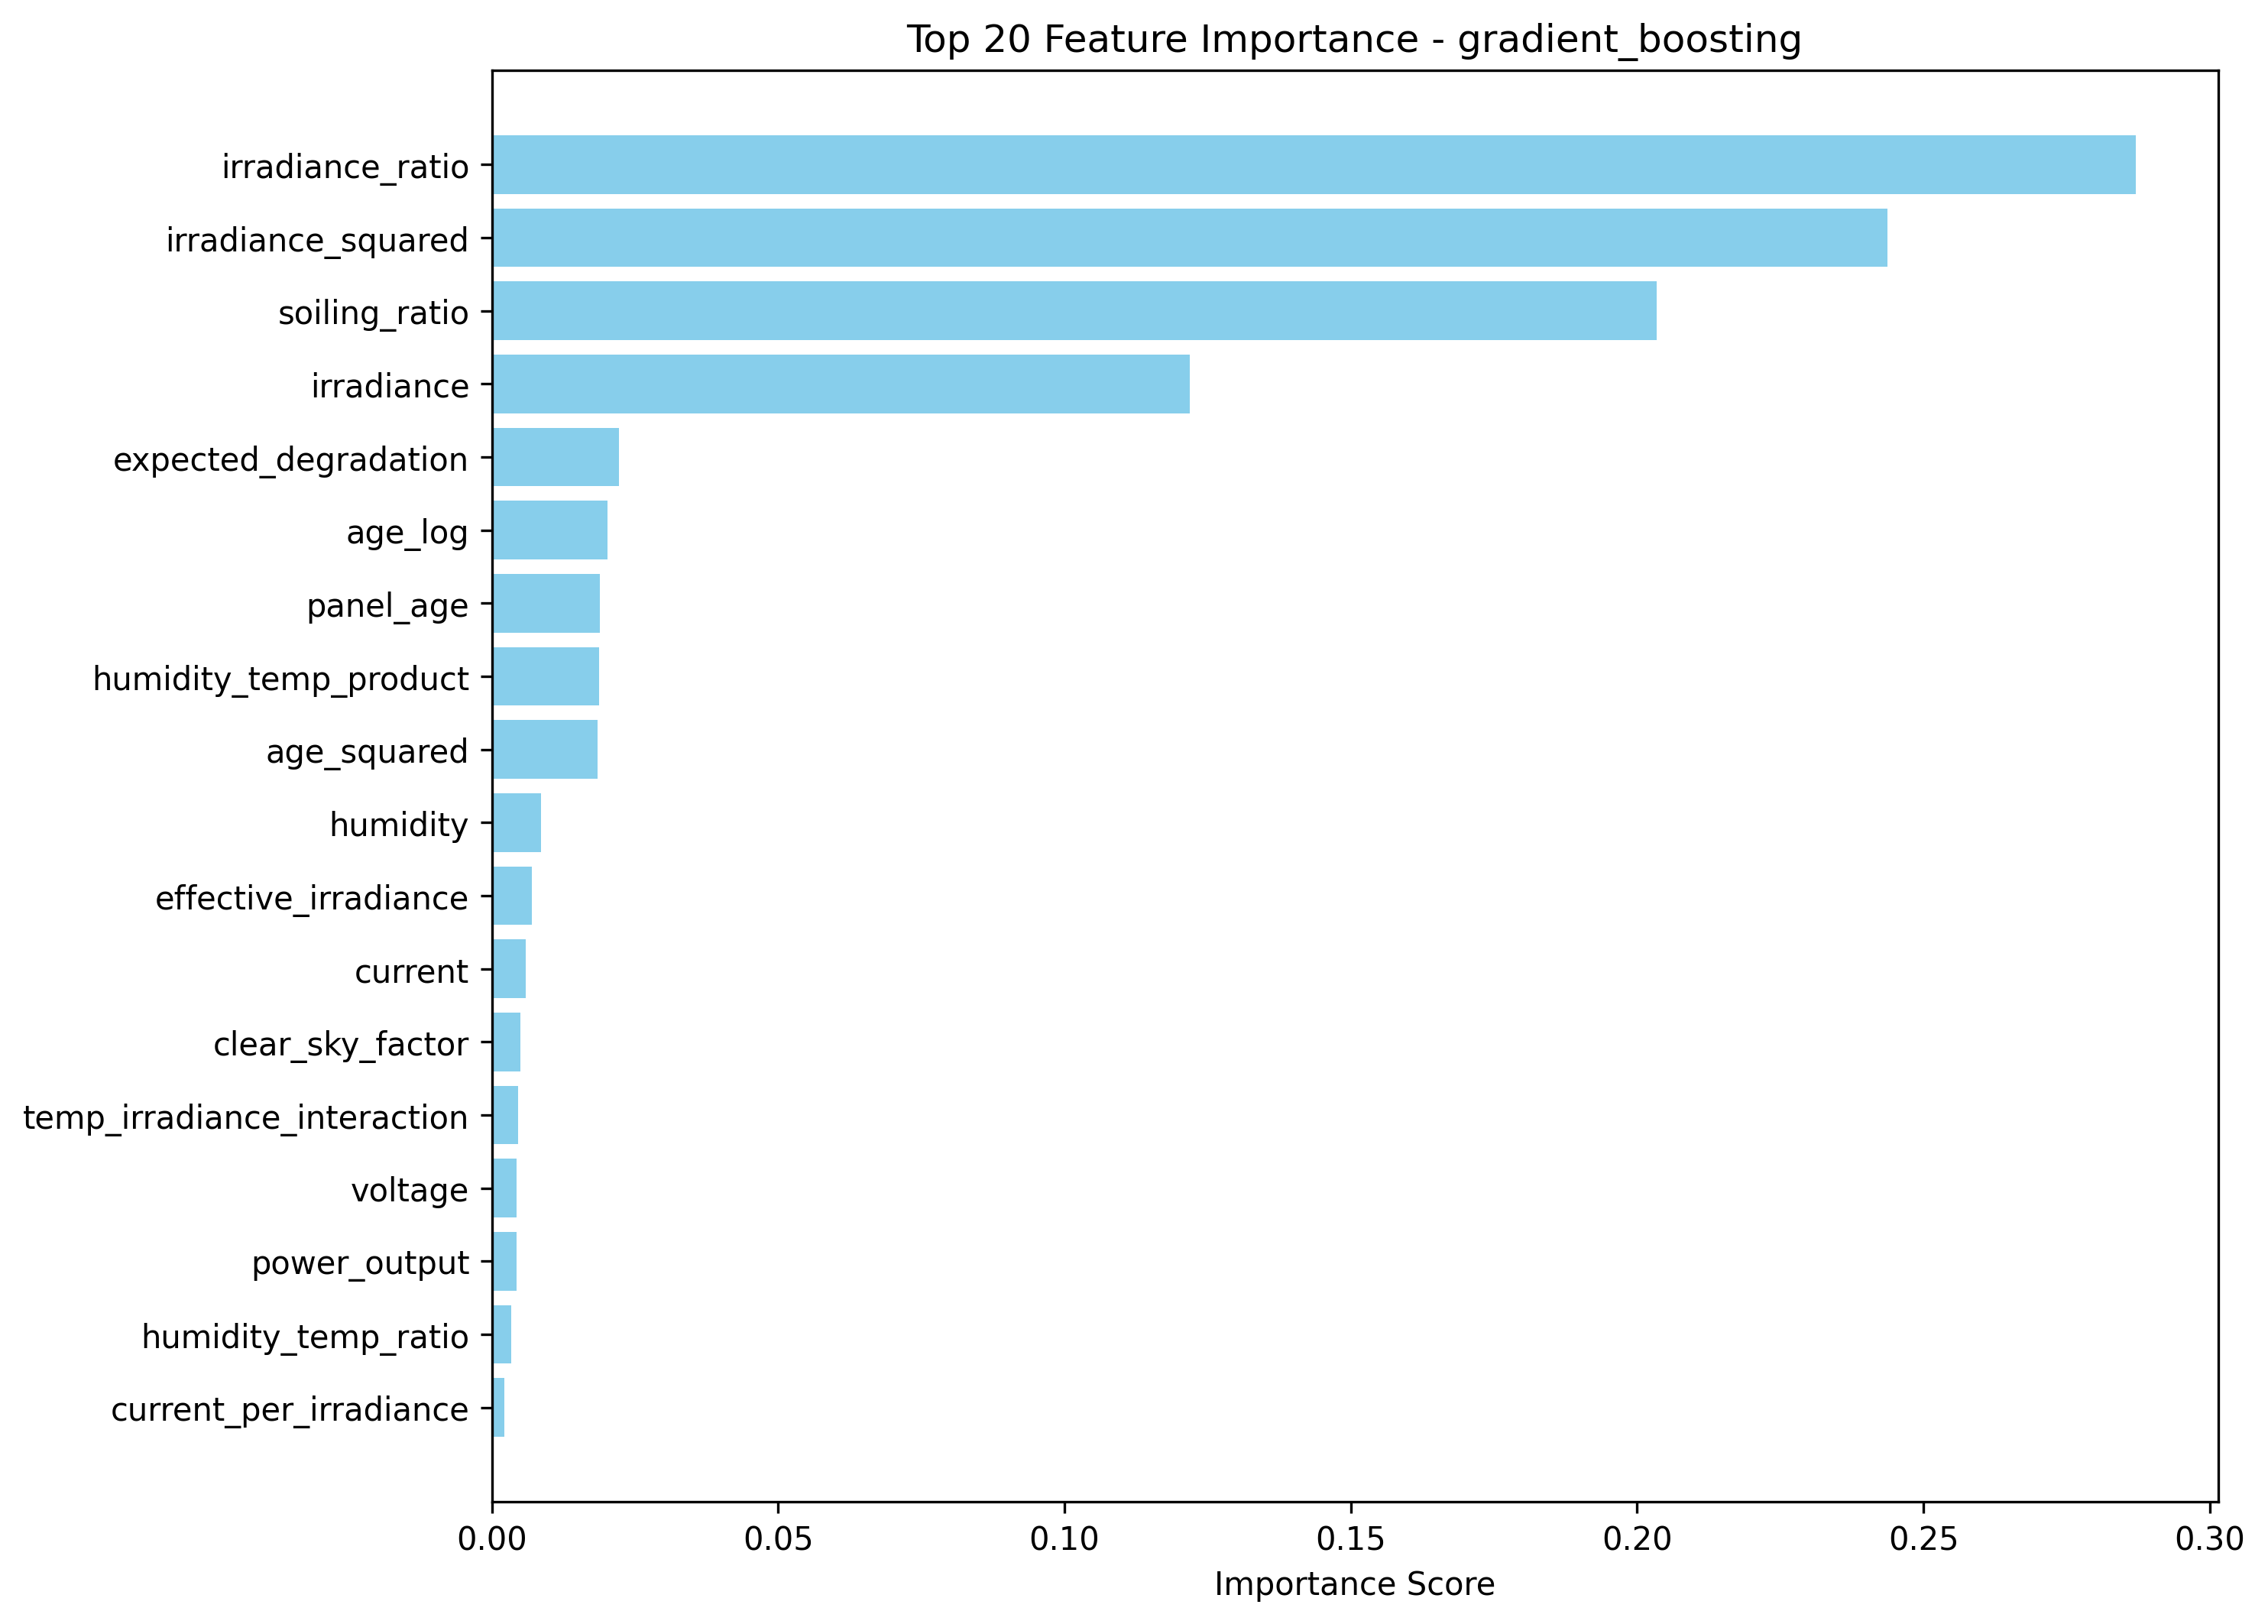 Top 20 Feature Importance - gradient_boosting
irradiance_ratio
irradiance_squared
soiling_ratio
irradiance
expected_degradation
age_log
panel_age
humidity_temp_product
age_squared
humidity
effective_irradiance
current
clear_sky_factor
temp_irradiance_interaction
voltage
power_output
humidity_temp_ratio
current_per_irradiance
0.00 0.05 0.10 0.15 0.20 0.25 0.30
Importance Score